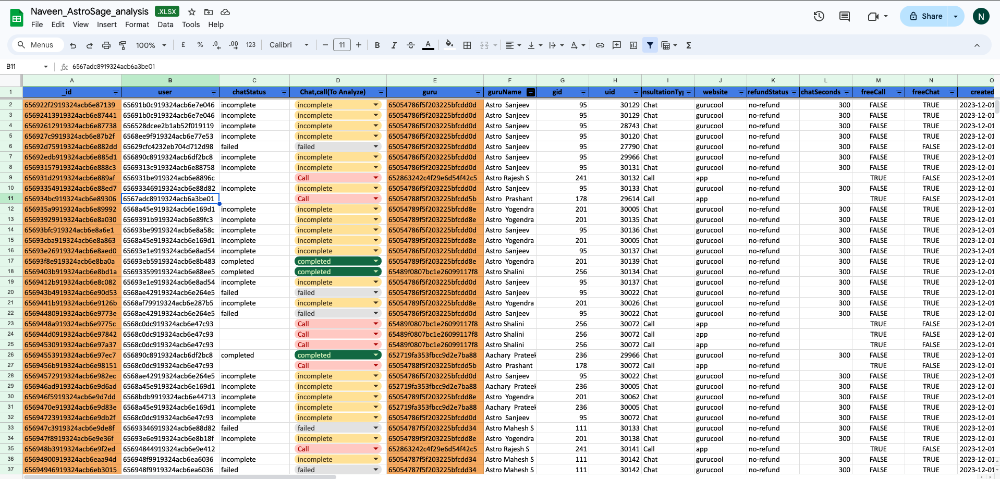 Naveen_AstroSage_analysis .XLSX
File Edit View Insert Format Data Tools Help
Share
N
Menus 100% £ % .0 .00 123 Calibri 11 B I A
B11 6567adc8919324acb6a3be01
A B C D E F G H I J K L M N O
1 _id user chatStatus Chat,call(To Analyze) guru guruName gid uid nsultationTyp website refundStatus chatSeconds freeCall freeChat created
2 656922f2919324acb6e87139 65691b0c919324acb6e7e046 incomplete incomplete 65054786f5f203225bfcdd0d Astro Sanjeev 95 30129 Chat gurucool no-refund 300 FALSE TRUE 2023-12-01
3 65692413919324acb6e87441 65691b0c919324acb6e7e046 incomplete incomplete 65054786f5f203225bfcdd0d Astro Sanjeev 95 30129 Chat gurucool no-refund 300 FALSE TRUE 2023-12-01
4 65692612919324acb6e87738 656528dcee2b1ab52f019119 incomplete incomplete 65054786f5f203225bfcdd0d Astro Sanjeev 95 28743 Chat gurucool no-refund 300 FALSE TRUE 2023-12-01
5 656927c9919324acb6e87b2f 6568ee9f919324acb6e77e53 incomplete incomplete 65054786f5f203225bfcdd0d Astro Sanjeev 95 30120 Chat gurucool no-refund 300 FALSE TRUE 2023-12-01
6 65692d75919324acb6e882dd 65629cfc4232eb704d712d98 failed failed 65054786f5f203225bfcdd0d Astro Sanjeev 95 27790 Chat gurucool no-refund 300 FALSE FALSE 2023-12-01
7 65692edb919324acb6e885d1 656890c8919324acb6df2bc8 incomplete incomplete 65054786f5f203225bfcdd0d Astro Sanjeev 95 29966 Chat gurucool no-refund 300 FALSE TRUE 2023-12-01
8 65693157919324acb6e888c3 6569313c919324acb6e88758 incomplete incomplete 65054786f5f203225bfcdd0d Astro Sanjeev 95 30131 Chat gurucool no-refund 300 FALSE TRUE 2023-12-01
9 656931d2919324acb6e889af 656931be919324acb6e8896c Call 652863242c4f29e6d54f42c5 Astro Rajesh S 241 30132 Call app no-refund TRUE FALSE 2023-12-01
10 65693354919324acb6e88ed7 65693346919324acb6e88d82 incomplete incomplete 65054786f5f203225bfcdd0d Astro Sanjeev 95 30133 Chat gurucool no-refund 300 FALSE TRUE 2023-12-01
11 656934bc919324acb6e89306 6567adc8919324acb6a3be01 Call 65054788f5f203225bfcdd5b Astro Prashant 178 29614 Call app no-refund TRUE FALSE 2023-12-01
12 656935a9919324acb6e89992 6568a45e919324acb6e169d1 incomplete incomplete 65054789f5f203225bfcdd8e Astro Yogendra 201 30005 Chat gurucool no-refund 300 FALSE TRUE 2023-12-01
13 65693929919324acb6e8a030 6569391b919324acb6e89fc3 incomplete incomplete 65054789f5f203225bfcdd8e Astro Yogendra 201 30135 Chat gurucool no-refund 300 FALSE TRUE 2023-12-01
14 65693bfc919324acb6e8a6e1 65693be9919324acb6e8a58c incomplete incomplete 65054786f5f203225bfcdd0d Astro Sanjeev 95 30136 Chat gurucool no-refund 300 FALSE TRUE 2023-12-01
15 65693cba919324acb6e8a863 6568a45e919324acb6e169d1 incomplete incomplete 65054789f5f203225bfcdd8e Astro Yogendra 201 30005 Chat gurucool no-refund 300 FALSE TRUE 2023-12-01
16 65693e26919324acb6e8aed0 65693e1e919324acb6e8ad54 incomplete incomplete 65054786f5f203225bfcdd0d Astro Sanjeev 95 30137 Chat gurucool no-refund 300 FALSE TRUE 2023-12-01
17 65693f8e919324acb6e8ba0a 65693eb5919324acb6e8b483 completed completed 65054789f5f203225bfcdd8e Astro Yogendra 201 30139 Chat gurucool no-refund 300 FALSE TRUE 2023-12-01
18 6569403b919324acb6e8bd1a 65693359919324acb6e88ee5 completed completed 65489f0807bc1e26099117f8 Astro Shalini 256 30134 Chat gurucool no-refund 300 FALSE TRUE 2023-12-01
19 6569412b919324acb6e8c082 65693e1e919324acb6e8ad54 incomplete incomplete 65054786f5f203225bfcdd0d Astro Sanjeev 95 30137 Chat gurucool no-refund 300 FALSE TRUE 2023-12-01
20 656943b4919324acb6e90d53 6568ae42919324acb6e264e5 failed failed 65054786f5f203225bfcdd0d Astro Sanjeev 95 30022 Chat gurucool no-refund 300 FALSE TRUE 2023-12-01
21 6569441b919324acb6e9126b 6568af79919324acb6e287b5 incomplete incomplete 65054789f5f203225bfcdd8e Astro Yogendra 201 30026 Chat gurucool no-refund 300 FALSE TRUE 2023-12-01
22 65694480919324acb6e9773e 6568ae42919324acb6e264e5 failed failed 65054786f5f203225bfcdd0d Astro Sanjeev 95 30022 Chat gurucool no-refund 300 FALSE TRUE 2023-12-01
23 6569448a919324acb6e9775c 6568c0dc919324acb6e47c93 Call 65489f0807bc1e26099117f8 Astro Shalini 256 30072 Call app no-refund TRUE FALSE 2023-12-01
24 656944d0919324acb6e97842 6568c0dc919324acb6e47c93 Call 65489f0807bc1e26099117f8 Astro Shalini 256 30072 Call app no-refund TRUE FALSE 2023-12-01
25 65694530919324acb6e97a37 6568c0dc919324acb6e47c93 Call 65489f0807bc1e26099117f8 Astro Shalini 256 30072 Call app no-refund TRUE FALSE 2023-12-01
26 65694553919324acb6e97ec7 656890c8919324acb6df2bc8 completed completed 652719fa353fbcc9d2e7ba88 Aachary Prateek 236 29966 Chat gurucool no-refund 300 FALSE TRUE 2023-12-01
27 6569456b919324acb6e98151 6568c0dc919324acb6e47c93 Call 65054788f5f203225bfcdd5b Astro Prashant 178 30072 Call app no-refund TRUE FALSE 2023-12-01
28 65694572919324acb6e982ec 6568ae42919324acb6e264e5 incomplete incomplete 65054786f5f203225bfcdd0d Astro Sanjeev 95 30022 Chat gurucool no-refund 300 FALSE TRUE 2023-12-01
29 656946ad919324acb6e9d6ad 6568a45e919324acb6e169d1 incomplete incomplete 652719fa353fbcc9d2e7ba88 Aachary Prateek 236 30005 Chat gurucool no-refund 300 FALSE TRUE 2023-12-01
30 656946f5919324acb6e9d7dd 6568bdb9919324acb6e44713 incomplete incomplete 65054789f5f203225bfcdd8e Astro Yogendra 201 30062 Chat gurucool no-refund 300 FALSE TRUE 2023-12-01
31 6569470e919324acb6e9d83e 6568a45e919324acb6e169d1 incomplete incomplete 652719fa353fbcc9d2e7ba88 Aachary Prateek 236 30005 Chat gurucool no-refund 300 FALSE TRUE 2023-12-01
32 65694723919324acb6e9db2f 6568c0dc919324acb6e47c93 incomplete incomplete 65054786f5f203225bfcdd0d Astro Sanjeev 95 30072 Chat gurucool no-refund 300 FALSE TRUE 2023-12-01
33 656947c3919324acb6e9de8f 65693346919324acb6e88d82 failed failed 65054787f5f203225bfcdd34 Astro Mahesh S 111 30133 Chat gurucool no-refund 300 FALSE TRUE 2023-12-01
34 656947f8919324acb6e9e36f 65693e6e919324acb6e8b18f incomplete incomplete 65054789f5f203225bfcdd8e Astro Yogendra 201 30138 Chat gurucool no-refund 300 FALSE TRUE 2023-12-01
35 656948b3919324acb6e9f2ed 65694844919324acb6e9e412 Call 652863242c4f29e6d54f42c5 Astro Rajesh S 241 30141 Call app no-refund TRUE FALSE 2023-12-01
36 65694900919324acb6eaa94d 656948f9919324acb6ea6036 incomplete incomplete 65054787f5f203225bfcdd34 Astro Mahesh S 111 30142 Chat gurucool no-refund 300 FALSE TRUE 2023-12-01
37 65694946919324acb6eb3015 656948f9919324acb6ea6036 failed failed 65054787f5f203225bfcdd34 Astro Mahesh S 111 30142 Chat gurucool no-refund 300 FALSE TRUE 2023-12-01